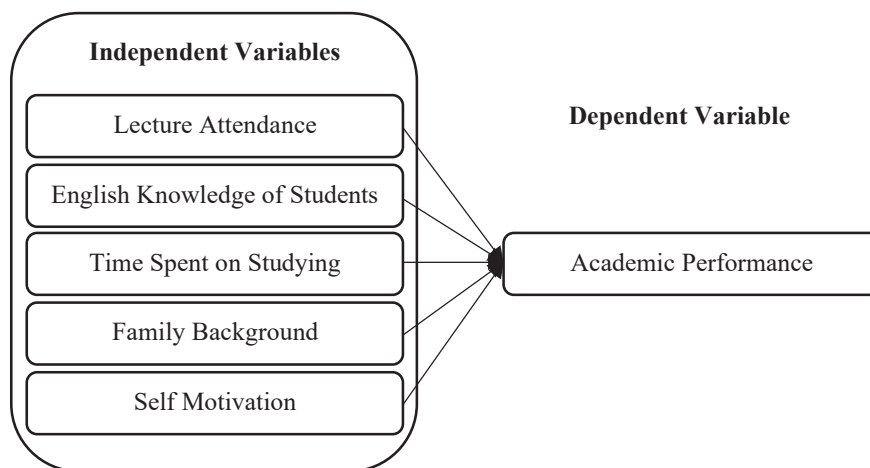 Independent Variables
Lecture Attendance
English Knowledge of Students
Time Spent on Studying
Family Background
Self Motivation
Dependent Variable
Academic Performance